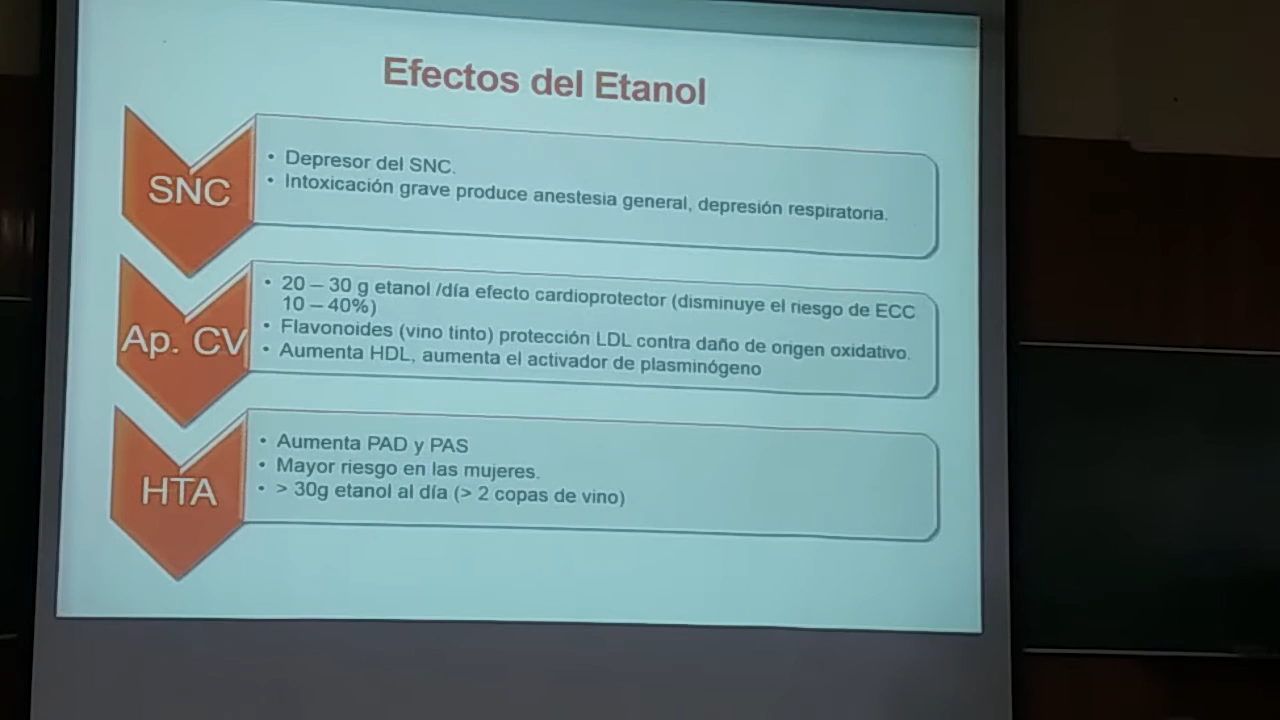 Efectos del Etanol
SNC
• Depresor del SNC.
• Intoxicación grave produce anestesia general, depresión respiratoria.
Ap. CV
• 20 – 30 g etanol /día efecto cardioprotector (disminuye el riesgo de ECC
10 – 40%)
• Flavonoides (vino tinto) protección LDL contra daño de origen oxidativo.
• Aumenta HDL, aumenta el activador de plasminógeno
HTA
• Aumenta PAD y PAS
• Mayor riesgo en las mujeres.
• > 30g etanol al día (> 2 copas de vino)